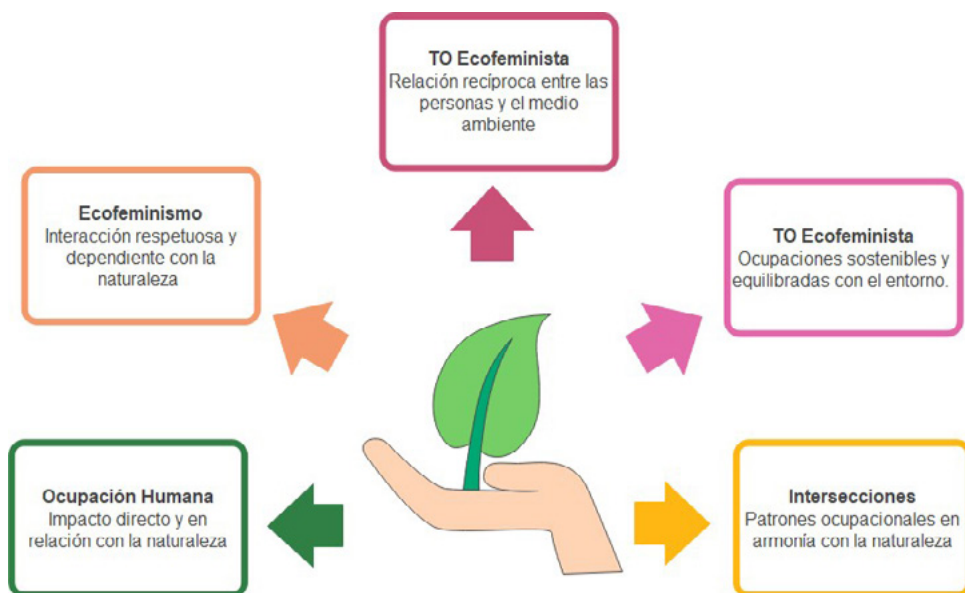 TO Ecofeminista
Relación recíproca entre las
personas y el medio
ambiente
Ecofeminismo
Interacción respetuosa y
dependiente con la
naturaleza
TO Ecofeminista
Ocupaciones sostenibles y
equilibradas con el entorno.
Ocupación Humana
Impacto directo y en
relación con la naturaleza
Intersecciones
Patrones ocupacionales en
armonía con la naturaleza